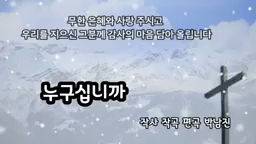 무한 은혜와 사랑 주시고
우리를 지으신 그분께 감사의 마음 담아 올립니다
누구십니까
작사 작곡 편곡 박남진